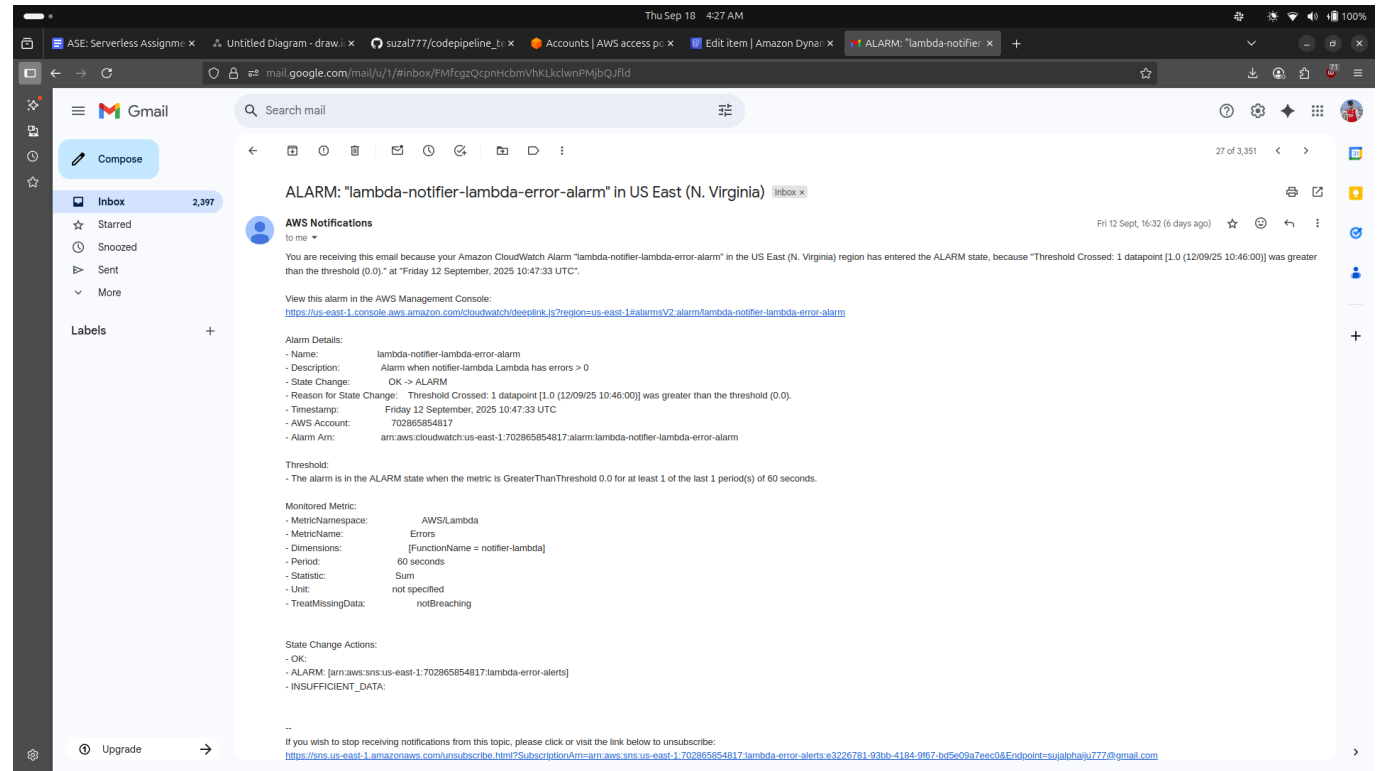 Thu Sep 18 4:27 AM
100%
ASE: Serverless Assignme ×
Untitled Diagram - draw.i ×
suzal777/codepipeline_te ×
Accounts | AWS access po ×
Edit item | Amazon Dynam ×
ALARM: "lambda-notifier- ×
mail.google.com/mail/u/1/#inbox/FMfcgzQcpnHcbmVhKLkclwnPMjbQJfld
71
Gmail
Search mail
Compose
27 of 3,351
31
Inbox 2,397
Starred
Snoozed
Sent
More
Labels
ALARM: "lambda-notifier-lambda-error-alarm" in US East (N. Virginia) Inbox ×
AWS Notifications
Fri 12 Sept, 16:32 (6 days ago)
to me
You are receiving this email because your Amazon CloudWatch Alarm "lambda-notifier-lambda-error-alarm" in the US East (N. Virginia) region has entered the ALARM state, because "Threshold Crossed: 1 datapoint [1.0 (12/09/25 10:46:00)] was greater
than the threshold (0.0)." at "Friday 12 September, 2025 10:47:33 UTC".
View this alarm in the AWS Management Console:
https://us-east-1.console.aws.amazon.com/cloudwatch/deeplink.js?region=us-east-1#alarmsV2:alarm/lambda-notifier-lambda-error-alarm
Alarm Details:
- Name: lambda-notifier-lambda-error-alarm
- Description: Alarm when notifier-lambda Lambda has errors > 0
- State Change: OK -> ALARM
- Reason for State Change: Threshold Crossed: 1 datapoint [1.0 (12/09/25 10:46:00)] was greater than the threshold (0.0).
- Timestamp: Friday 12 September, 2025 10:47:33 UTC
- AWS Account: 702865854817
- Alarm Arn: arn:aws:cloudwatch:us-east-1:702865854817:alarm:lambda-notifier-lambda-error-alarm
Threshold:
- The alarm is in the ALARM state when the metric is GreaterThanThreshold 0.0 for at least 1 of the last 1 period(s) of 60 seconds.
Monitored Metric:
- MetricNamespace: AWS/Lambda
- MetricName: Errors
- Dimensions: [FunctionName = notifier-lambda]
- Period: 60 seconds
- Statistic: Sum
- Unit: not specified
- TreatMissingData: notBreaching
State Change Actions:
- OK:
- ALARM: [arn:aws:sns:us-east-1:702865854817:lambda-error-alerts]
- INSUFFICIENT_DATA:
--
If you wish to stop receiving notifications from this topic, please click or visit the link below to unsubscribe:
https://sns.us-east-1.amazonaws.com/unsubscribe.html?SubscriptionArn=arn:aws:sns:us-east-1:702865854817:lambda-error-alerts:e3226781-93bb-4184-9f67-bd5e09a7eec0&Endpoint=sujalphaiju777@gmail.com
Upgrade